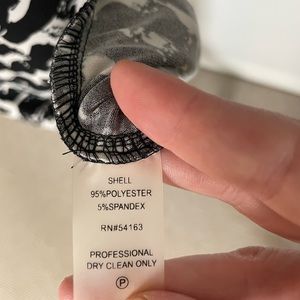 SHELL
95%POLYESTER
5%SPANDEX
RN#54163
PROFESSIONAL
DRY CLEAN ONLY
P